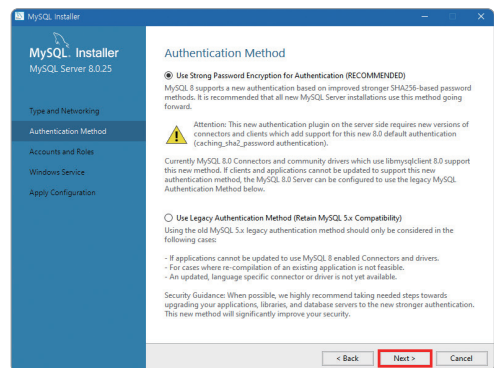 MySQL Installer
MySQL. Installer
MySQL Server 8.0.25
Type and Networking
Authentication Method
Accounts and Roles
Windows Service
Apply Configuration
Authentication Method
Use Strong Password Encryption for Authentication (RECOMMENDED)
MySQL 8 supports a new authentication based on improved stronger SHA256-based password
methods. It is recommended that all new MySQL Server installations use this method going
forward.
Attention: This new authentication plugin on the server side requires new versions of
connectors and clients which add support for this new 8.0 default authentication
(caching_sha2_password authentication).
Currently MySQL 8.0 Connectors and community drivers which use libmysqlclient 8.0 support
this new method. If clients and applications cannot be updated to support this new
authentication method, the MySQL 8.0 Server can be configured to use the legacy MySQL
Authentication Method below.
Use Legacy Authentication Method (Retain MySQL 5.x Compatibility)
Using the old MySQL 5.x legacy authentication method should only be considered in the
following cases:
- If applications cannot be updated to use MySQL 8 enabled Connectors and drivers.
- For cases where re-compilation of an existing application is not feasible.
- An updated, language specific connector or driver is not yet available.
Security Guidance: When possible, we highly recommend taking needed steps towards
upgrading your applications, libraries, and database servers to the new stronger authentication.
This new method will significantly improve your security.
< Back Next > Cancel